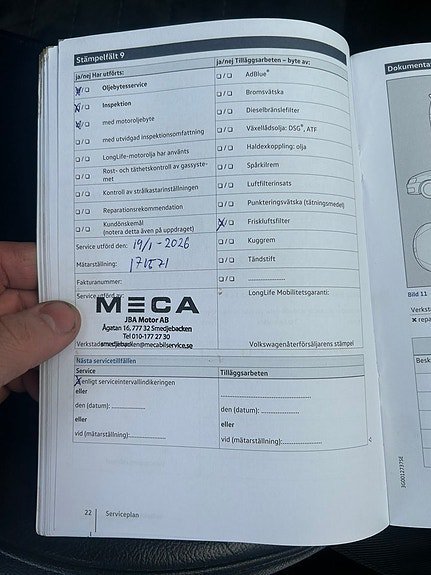 Stämpelfält 9
ja/nej Har utförts:
ja/nej Tilläggsarbeten – byte av:
❑ / ❑ Oljebytesservice
❑ / ❑ AdBlue®
❑ / ❑ Inspektion
❑ / ❑ Bromsvätska
❑ / ❑ med motoroljebyte
❑ / ❑ Dieselbränslefilter
❑ / ❑ med utvidgad inspektionsomfattning
❑ / ❑ Växellådsolja: DSG®, ATF
❑ / ❑ LongLife-motorolja har använts
❑ / ❑ Haldexkoppling: olja
❑ / ❑ Rost- och täthetskontroll av gassyste-
met
❑ / ❑ Spårkilrem
❑ / ❑ Kontroll av strålkastarinställningen
❑ / ❑ Luftfilterinsats
❑ / ❑ Reparationsrekommendation
❑ / ❑ Punkteringsvätska (tätningsmedel)
❑ / ❑ Kundönskemål
(notera detta även på uppdraget)
❑ / ❑ Friskluftsfilter
Service utförd den: 19/1-2026
❑ / ❑ Kuggrem
Mätarställning: 171571
❑ / ❑ Tändstift
Fakturanummer:
❑ / ❑ ....................
Service utförd av:
LongLife Mobilitetsgaranti:
MECA
JBA Motor AB
Ågatan 16, 777 32 Smedjebacken
Tel 010-177 27 30
smedjebacken@mecabilservice.se
Verkstad
Volkswagenåterförsäljarens stämpel
Nästa servicetillfällen
Service
Tilläggsarbeten
enligt serviceintervallindikeringen
eller
den (datum): ...............
den (datum): ...............
eller
eller
vid (mätarställning):................
vid (mätarställning):................
22 Serviceplan
Dokumenta
Bild 11
Verkst
× repa
Besk
3G0012737SE